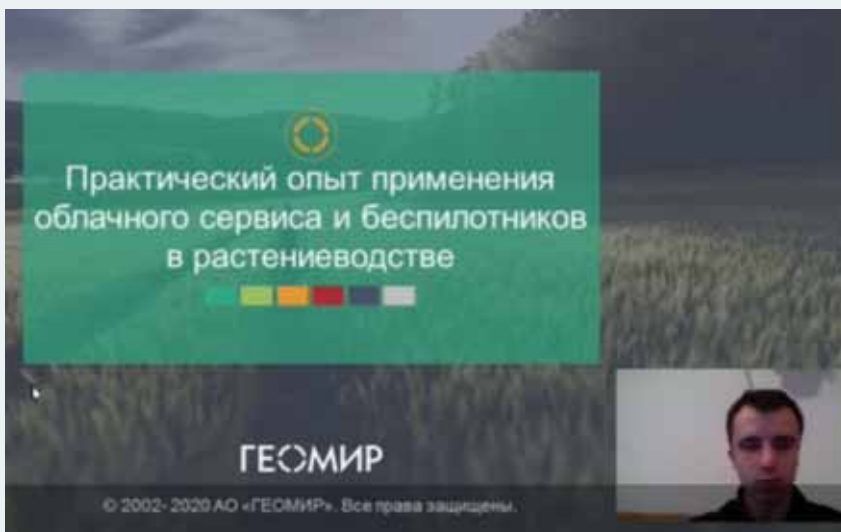 Практический опыт применения
облачного сервиса и беспилотников
в растениеводстве
ГЕОМИР
© 2002- 2020 АО «ГЕОМИР». Все права защищены.